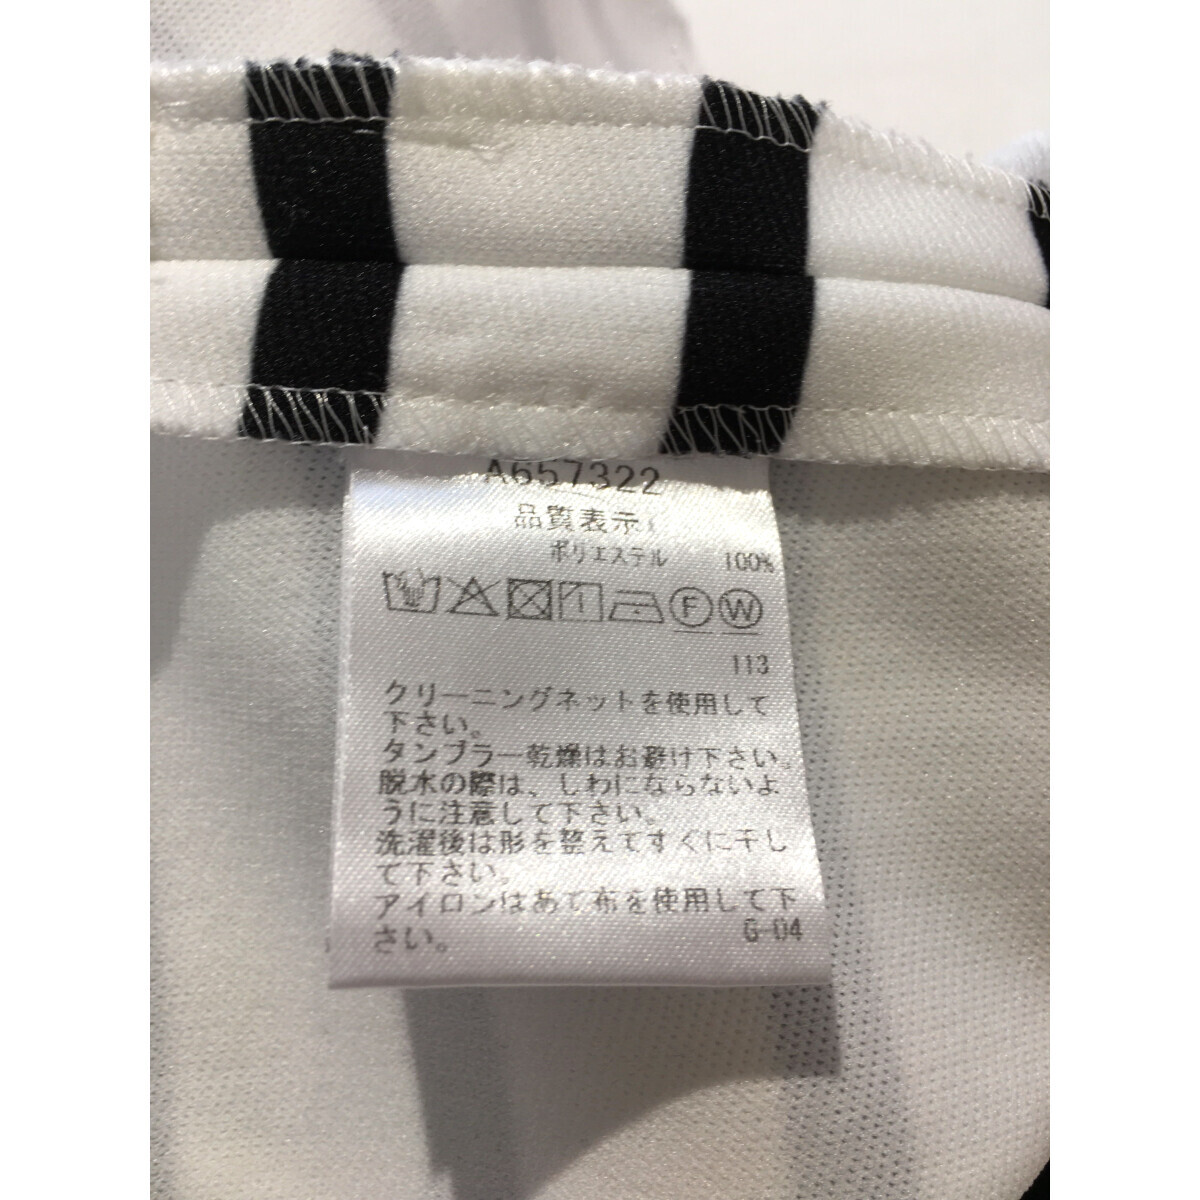 A657322
品質表示
ポリエステル 100%
F W
113
クリーニングネットを使用して
下さい。
タンブラー乾燥はお避け下さい。
脱水の際は、しわにならないよ
うに注意して下さい。
洗濯後は形を整えてすぐに干し
て下さい。
アイロンはあて布を使用して下
さい。 G-04